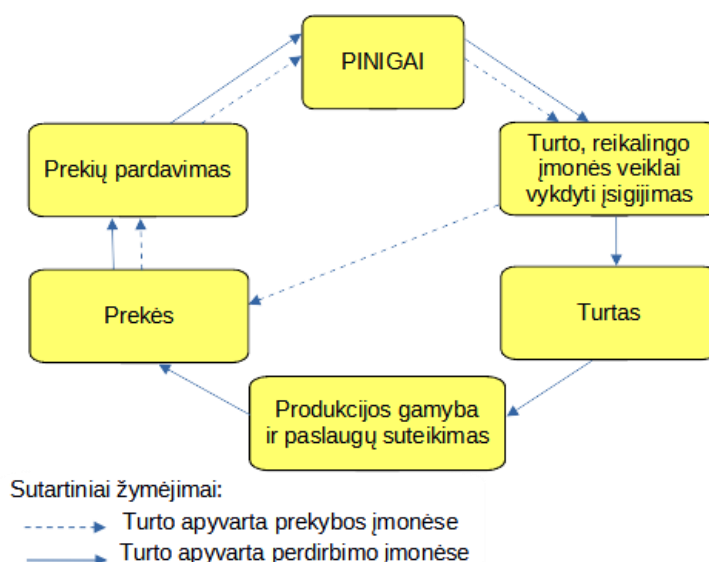 PINIGAI
Turto, reikalingo
įmonės veiklai
vykdyti įsigijimas
Prekių pardavimas
Prekės
Turtas
Produkcijos gamyba
ir paslaugų suteikimas
Sutartiniai žymėjimai:
Turto apyvarta prekybos įmonėse
Turto apyvarta perdirbimo įmonėse